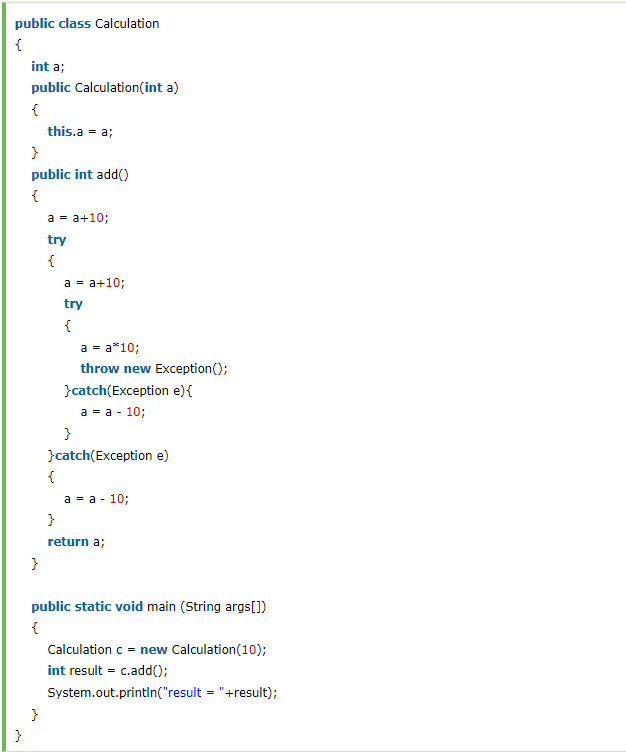 public class Calculation
{
int a;
public Calculation(int a)
{
this.a = a;
}
public int add()
{
a = a+10;
try
{
a = a+10;
try
{
a = a*10;
throw new Exception();
}catch(Exception e){
a = a - 10;
}
}catch(Exception e)
{
a = a - 10;
}
return a;
}
public static void main (String args[])
{
Calculation c = new Calculation(10);
int result = c.add();
System.out.println("result = "+result);
}
}